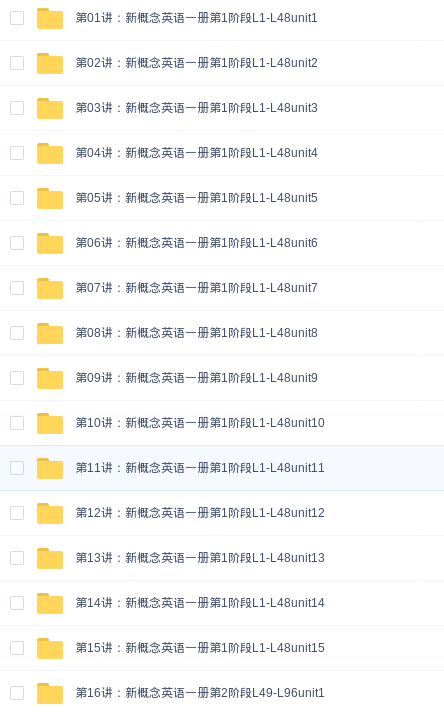 第01讲：新概念英语一册第1阶段L1-L48unit1
第02讲：新概念英语一册第1阶段L1-L48unit2
第03讲：新概念英语一册第1阶段L1-L48unit3
第04讲：新概念英语一册第1阶段L1-L48unit4
第05讲：新概念英语一册第1阶段L1-L48unit5
第06讲：新概念英语一册第1阶段L1-L48unit6
第07讲：新概念英语一册第1阶段L1-L48unit7
第08讲：新概念英语一册第1阶段L1-L48unit8
第09讲：新概念英语一册第1阶段L1-L48unit9
第10讲：新概念英语一册第1阶段L1-L48unit10
第11讲：新概念英语一册第1阶段L1-L48unit11
第12讲：新概念英语一册第1阶段L1-L48unit12
第13讲：新概念英语一册第1阶段L1-L48unit13
第14讲：新概念英语一册第1阶段L1-L48unit14
第15讲：新概念英语一册第1阶段L1-L48unit15
第16讲：新概念英语一册第2阶段L49-L96unit1